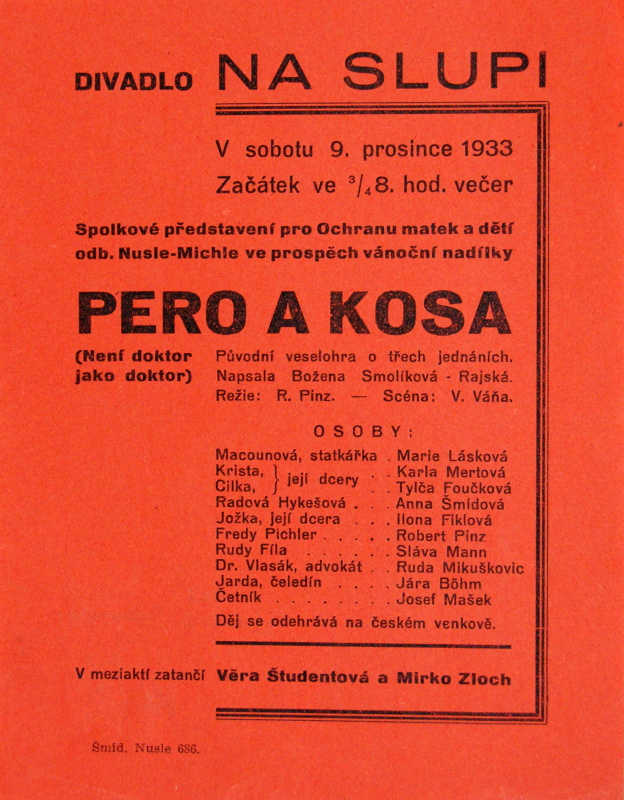 DIVADLO NA SLUPI
V sobotu 9. prosince 1933
Začátek ve ³/₄8. hod. večer
Spolkové představení pro Ochranu matek a dětí
odb. Nusle-Michle ve prospěch vánoční nadílky
PERO A KOSA
(Není doktor
jako doktor)
Původní veselohra o třech jednáních.
Napsala Božena Smolíková - Rajská.
Režie: R. Pinz. — Scéna: V. Váňa.
OSOBY:
Macounová, statkářka . Marie Lásková
Krista, } její dcery . . Karla Mertová
Cilka, } Tylča Foučková
Radová Hykešová . . . Anna Šmídová
Jožka, její dcera . . . Ilona Fiklová
Fredy Pichler . . . . . Robert Pinz
Rudy Fíla . . . . . . Sláva Mann
Dr. Vlasák, advokát . . Ruda Mikuškovic
Jarda, čeledín . . . . Jára Böhm
Četník . . . . . . . . Josef Mašek
Děj se odehrává na českém venkově.
V meziaktí zatančí Věra Študentová a Mirko Zloch
Šmíd, Nusle 686.